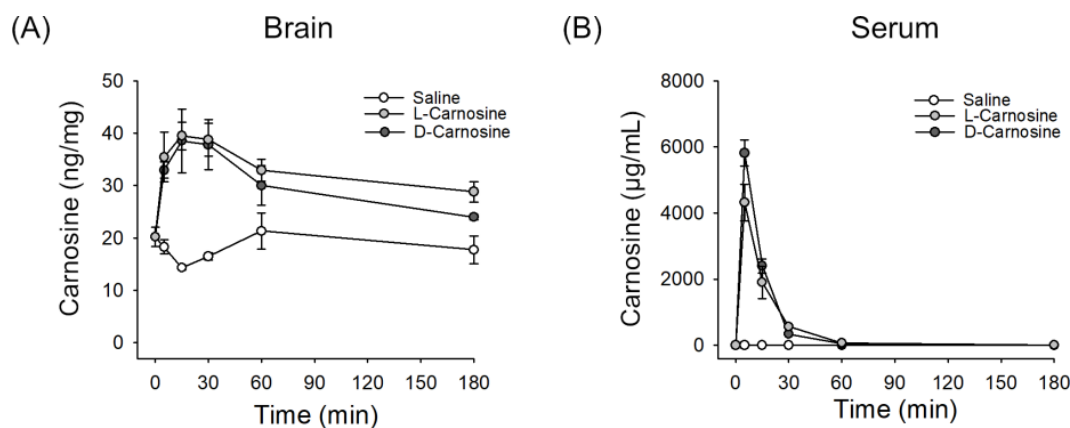 (A) Brain
50
40
30
20
10
0
Carnosine (ng/mg)
Saline
L-Carnosine
D-Carnosine
0 30 60 90 120 150 180
Time (min)
(B) Serum
8000
6000
4000
2000
0
Carnosine (µg/mL)
Saline
L-Carnosine
D-Carnosine
0 30 60 90 120 150 180
Time (min)